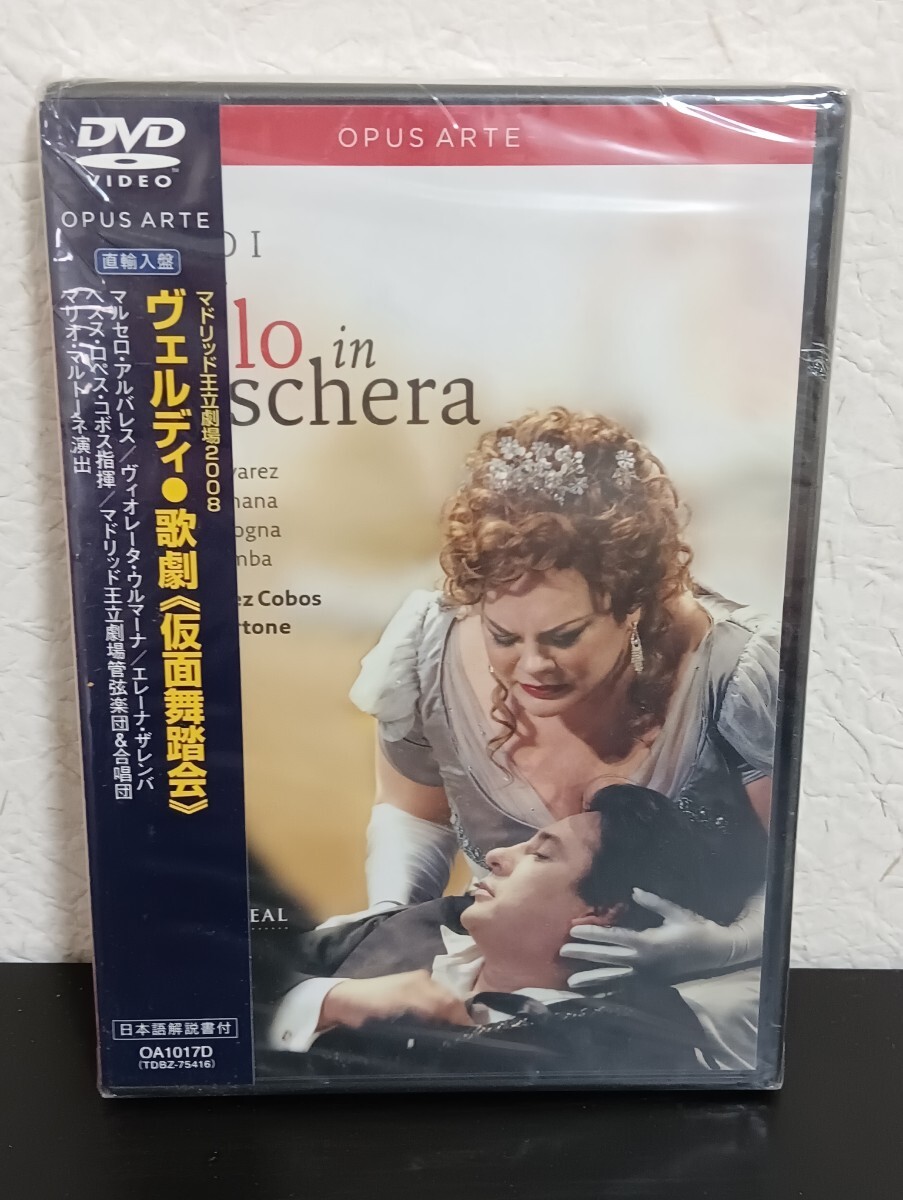 DVD
VIDEO
OPUS ARTE
直輸入盤
マドリッド王立劇場2008
ヴェルディ●歌劇《仮面舞踏会》
マルセロ・アルバレス/ヴィオレータ・ウルマーナ/エレーナ・ザレンバ
ヘスス・ロペス・コボス指揮/マドリッド王立劇場管弦楽団&合唱団
マリオ・マルトーネ演出
日本語解説書付
OA1017D
(TDBZ-75416)
OPUS ARTE
DI
lo in
schera
varez
nana
ogna
mba
ez Cobos
rtone
EAL